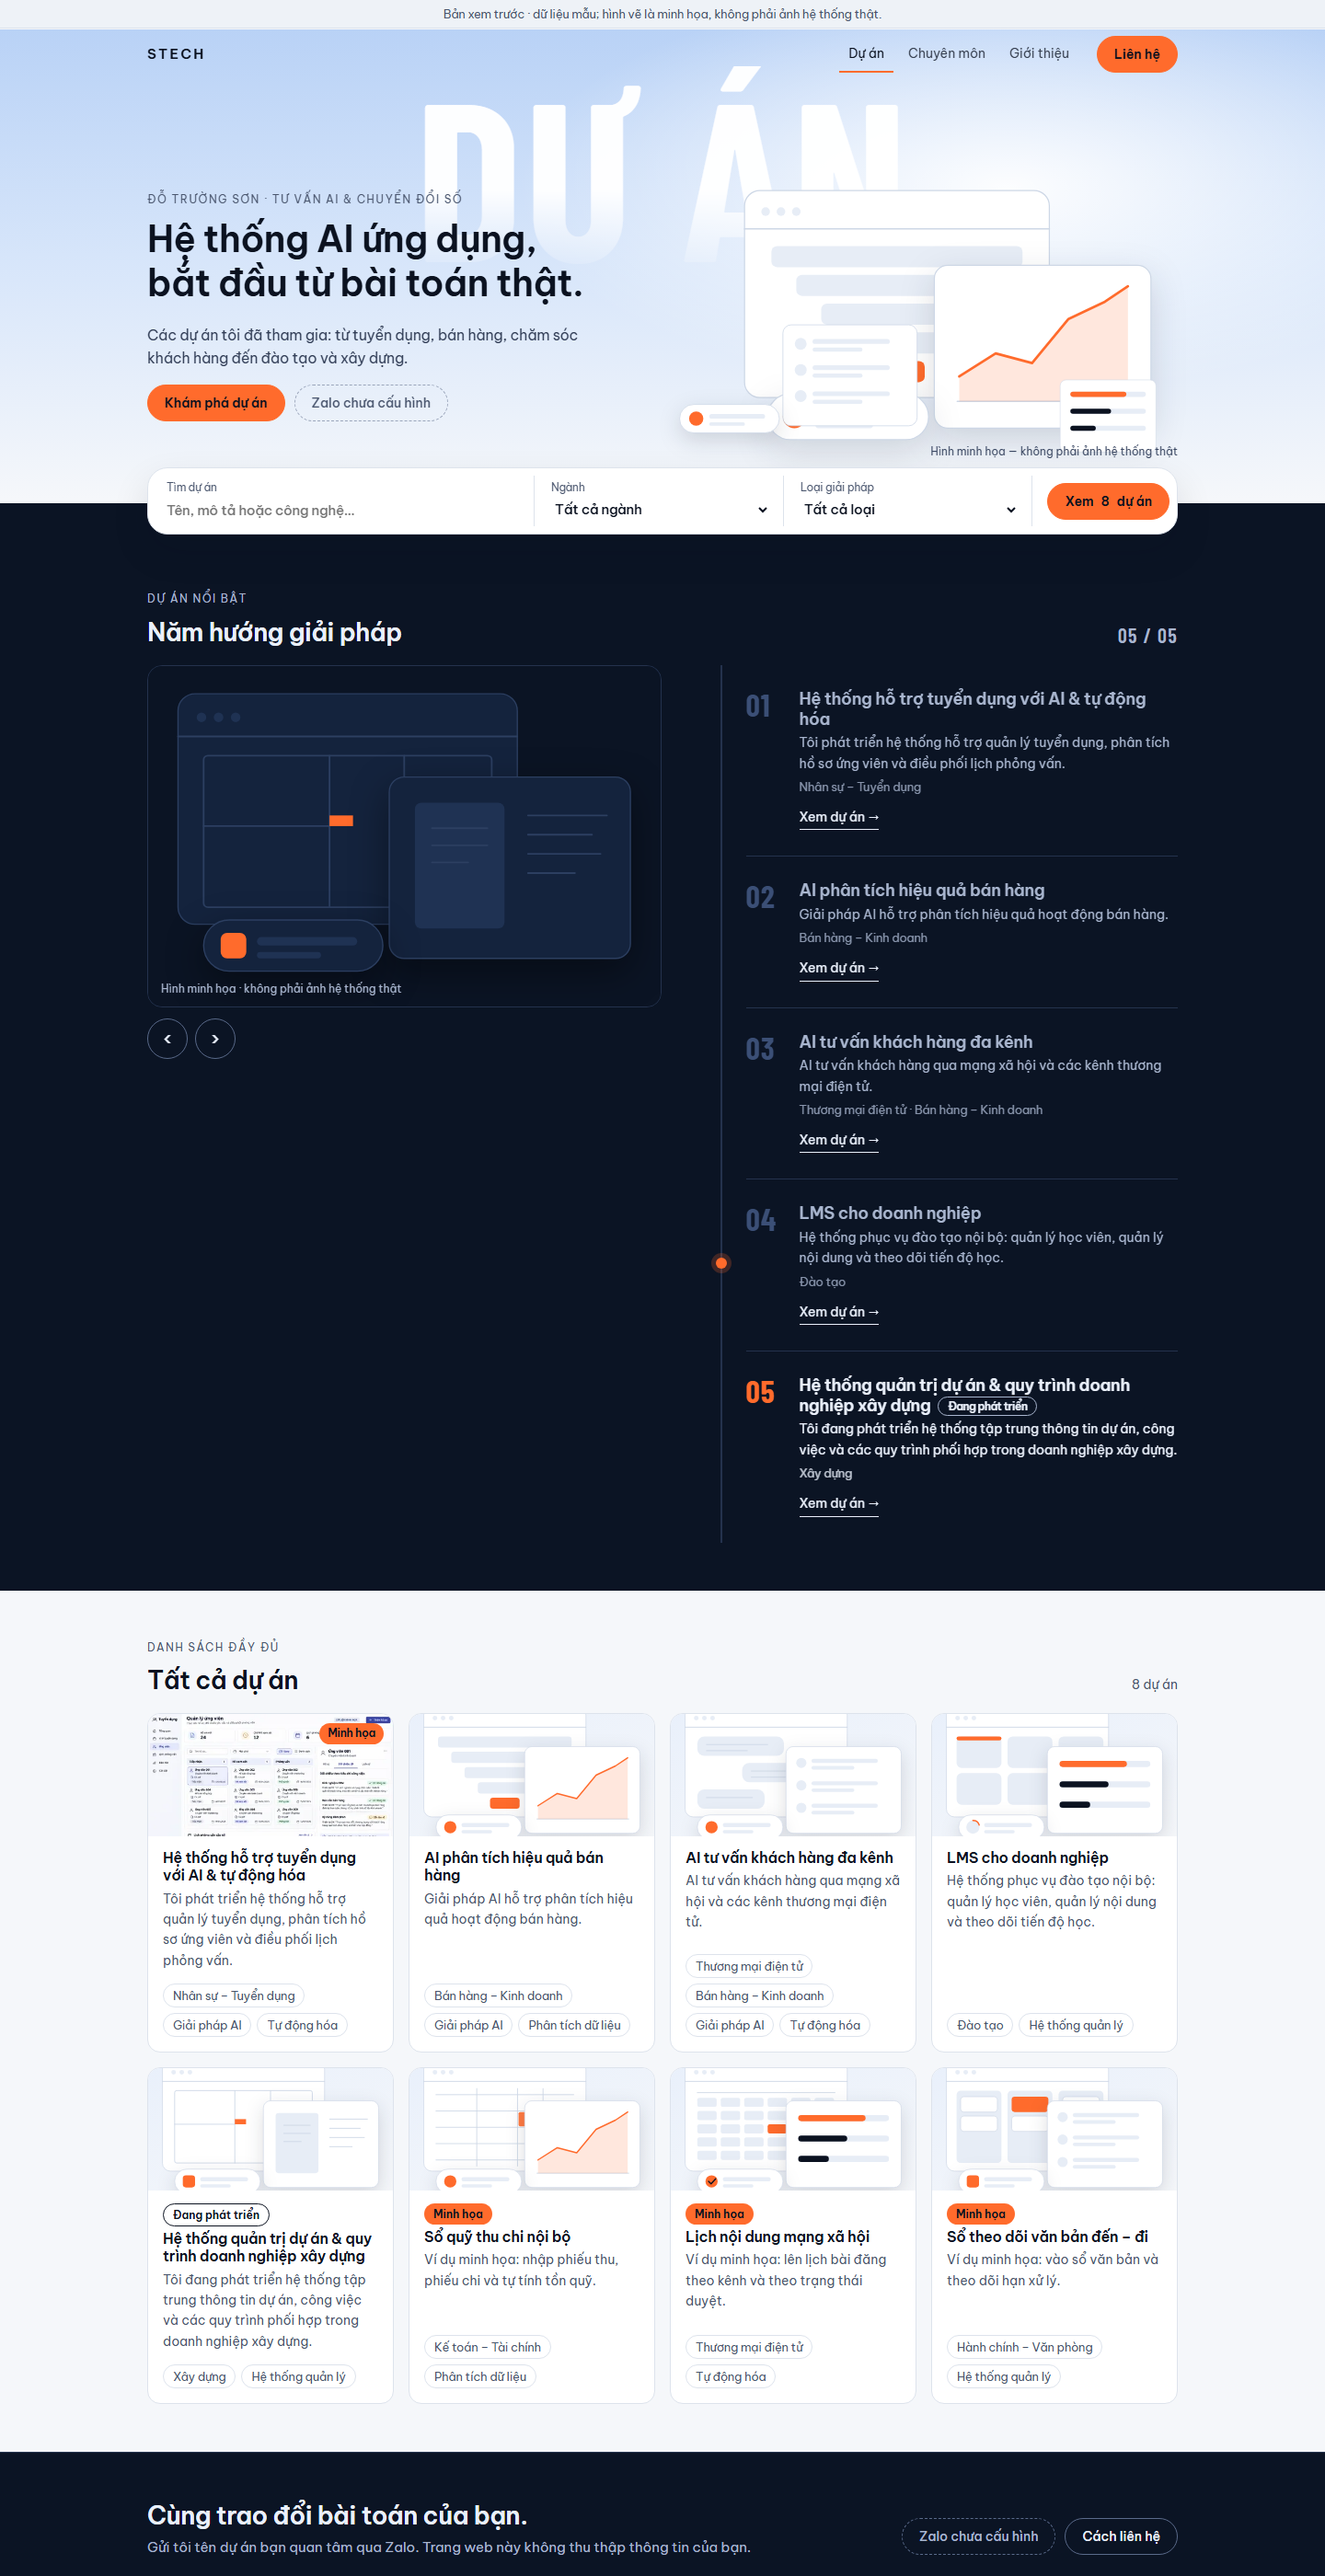 Bản xem trước · dữ liệu mẫu; hình vẽ là minh họa, không phải ảnh hệ thống thật.
STECH
Dự án
Chuyên môn
Giới thiệu
Liên hệ
DỰ ÁN
ĐỖ TRƯỜNG SƠN · TƯ VẤN AI & CHUYỂN ĐỔI SỐ
Hệ thống AI ứng dụng,
bắt đầu từ bài toán thật.
Các dự án tôi đã tham gia: từ tuyển dụng, bán hàng, chăm sóc
khách hàng đến đào tạo và xây dựng.
Khám phá dự án
Zalo chưa cấu hình
Hình minh họa — không phải ảnh hệ thống thật
Tìm dự án
Tên, mô tả hoặc công nghệ...
Ngành
Tất cả ngành
Loại giải pháp
Tất cả loại
Xem 8 dự án
DỰ ÁN NỔI BẬT
Năm hướng giải pháp
05 / 05
Hình minh họa · không phải ảnh hệ thống thật
01
Hệ thống hỗ trợ tuyển dụng với AI & tự động
hóa
Tôi phát triển hệ thống hỗ trợ quản lý tuyển dụng, phân tích
hồ sơ ứng viên và điều phối lịch phỏng vấn.
Nhân sự – Tuyển dụng
Xem dự án →
02
AI phân tích hiệu quả bán hàng
Giải pháp AI hỗ trợ phân tích hiệu quả hoạt động bán hàng.
Bán hàng – Kinh doanh
Xem dự án →
03
AI tư vấn khách hàng đa kênh
AI tư vấn khách hàng qua mạng xã hội và các kênh thương
mại điện tử.
Thương mại điện tử · Bán hàng – Kinh doanh
Xem dự án →
04
LMS cho doanh nghiệp
Hệ thống phục vụ đào tạo nội bộ: quản lý học viên, quản lý
nội dung và theo dõi tiến độ học.
Đào tạo
Xem dự án →
05
Hệ thống quản trị dự án & quy trình doanh
nghiệp xây dựng Đang phát triển
Tôi đang phát triển hệ thống tập trung thông tin dự án, công
việc và các quy trình phối hợp trong doanh nghiệp xây dựng.
Xây dựng
Xem dự án →
DANH SÁCH ĐẦY ĐỦ
Tất cả dự án
8 dự án
Quản lý ứng viên
Minh họa
Hệ thống hỗ trợ tuyển dụng
với AI & tự động hóa
Tôi phát triển hệ thống hỗ trợ
quản lý tuyển dụng, phân tích hồ
sơ ứng viên và điều phối lịch
phỏng vấn.
Nhân sự – Tuyển dụng
Giải pháp AI
Tự động hóa
AI phân tích hiệu quả bán
hàng
Giải pháp AI hỗ trợ phân tích hiệu
quả hoạt động bán hàng.
Bán hàng – Kinh doanh
Giải pháp AI
Phân tích dữ liệu
AI tư vấn khách hàng đa kênh
AI tư vấn khách hàng qua mạng xã
hội và các kênh thương mại điện
tử.
Thương mại điện tử
Bán hàng – Kinh doanh
Giải pháp AI
Tự động hóa
LMS cho doanh nghiệp
Hệ thống phục vụ đào tạo nội bộ:
quản lý học viên, quản lý nội dung
và theo dõi tiến độ học.
Đào tạo
Hệ thống quản lý
Đang phát triển
Hệ thống quản trị dự án & quy
trình doanh nghiệp xây dựng
Tôi đang phát triển hệ thống tập
trung thông tin dự án, công việc
và các quy trình phối hợp trong
doanh nghiệp xây dựng.
Xây dựng
Hệ thống quản lý
Minh họa
Sổ quỹ thu chi nội bộ
Ví dụ minh họa: nhập phiếu thu,
phiếu chi và tự tính tồn quỹ.
Kế toán – Tài chính
Phân tích dữ liệu
Minh họa
Lịch nội dung mạng xã hội
Ví dụ minh họa: lên lịch bài đăng
theo kênh và theo trạng thái
duyệt.
Thương mại điện tử
Tự động hóa
Minh họa
Sổ theo dõi văn bản đến – đi
Ví dụ minh họa: vào sổ văn bản và
theo dõi hạn xử lý.
Hành chính – Văn phòng
Hệ thống quản lý
Cùng trao đổi bài toán của bạn.
Gửi tôi tên dự án bạn quan tâm qua Zalo. Trang web này không thu thập thông tin của bạn.
Zalo chưa cấu hình
Cách liên hệ